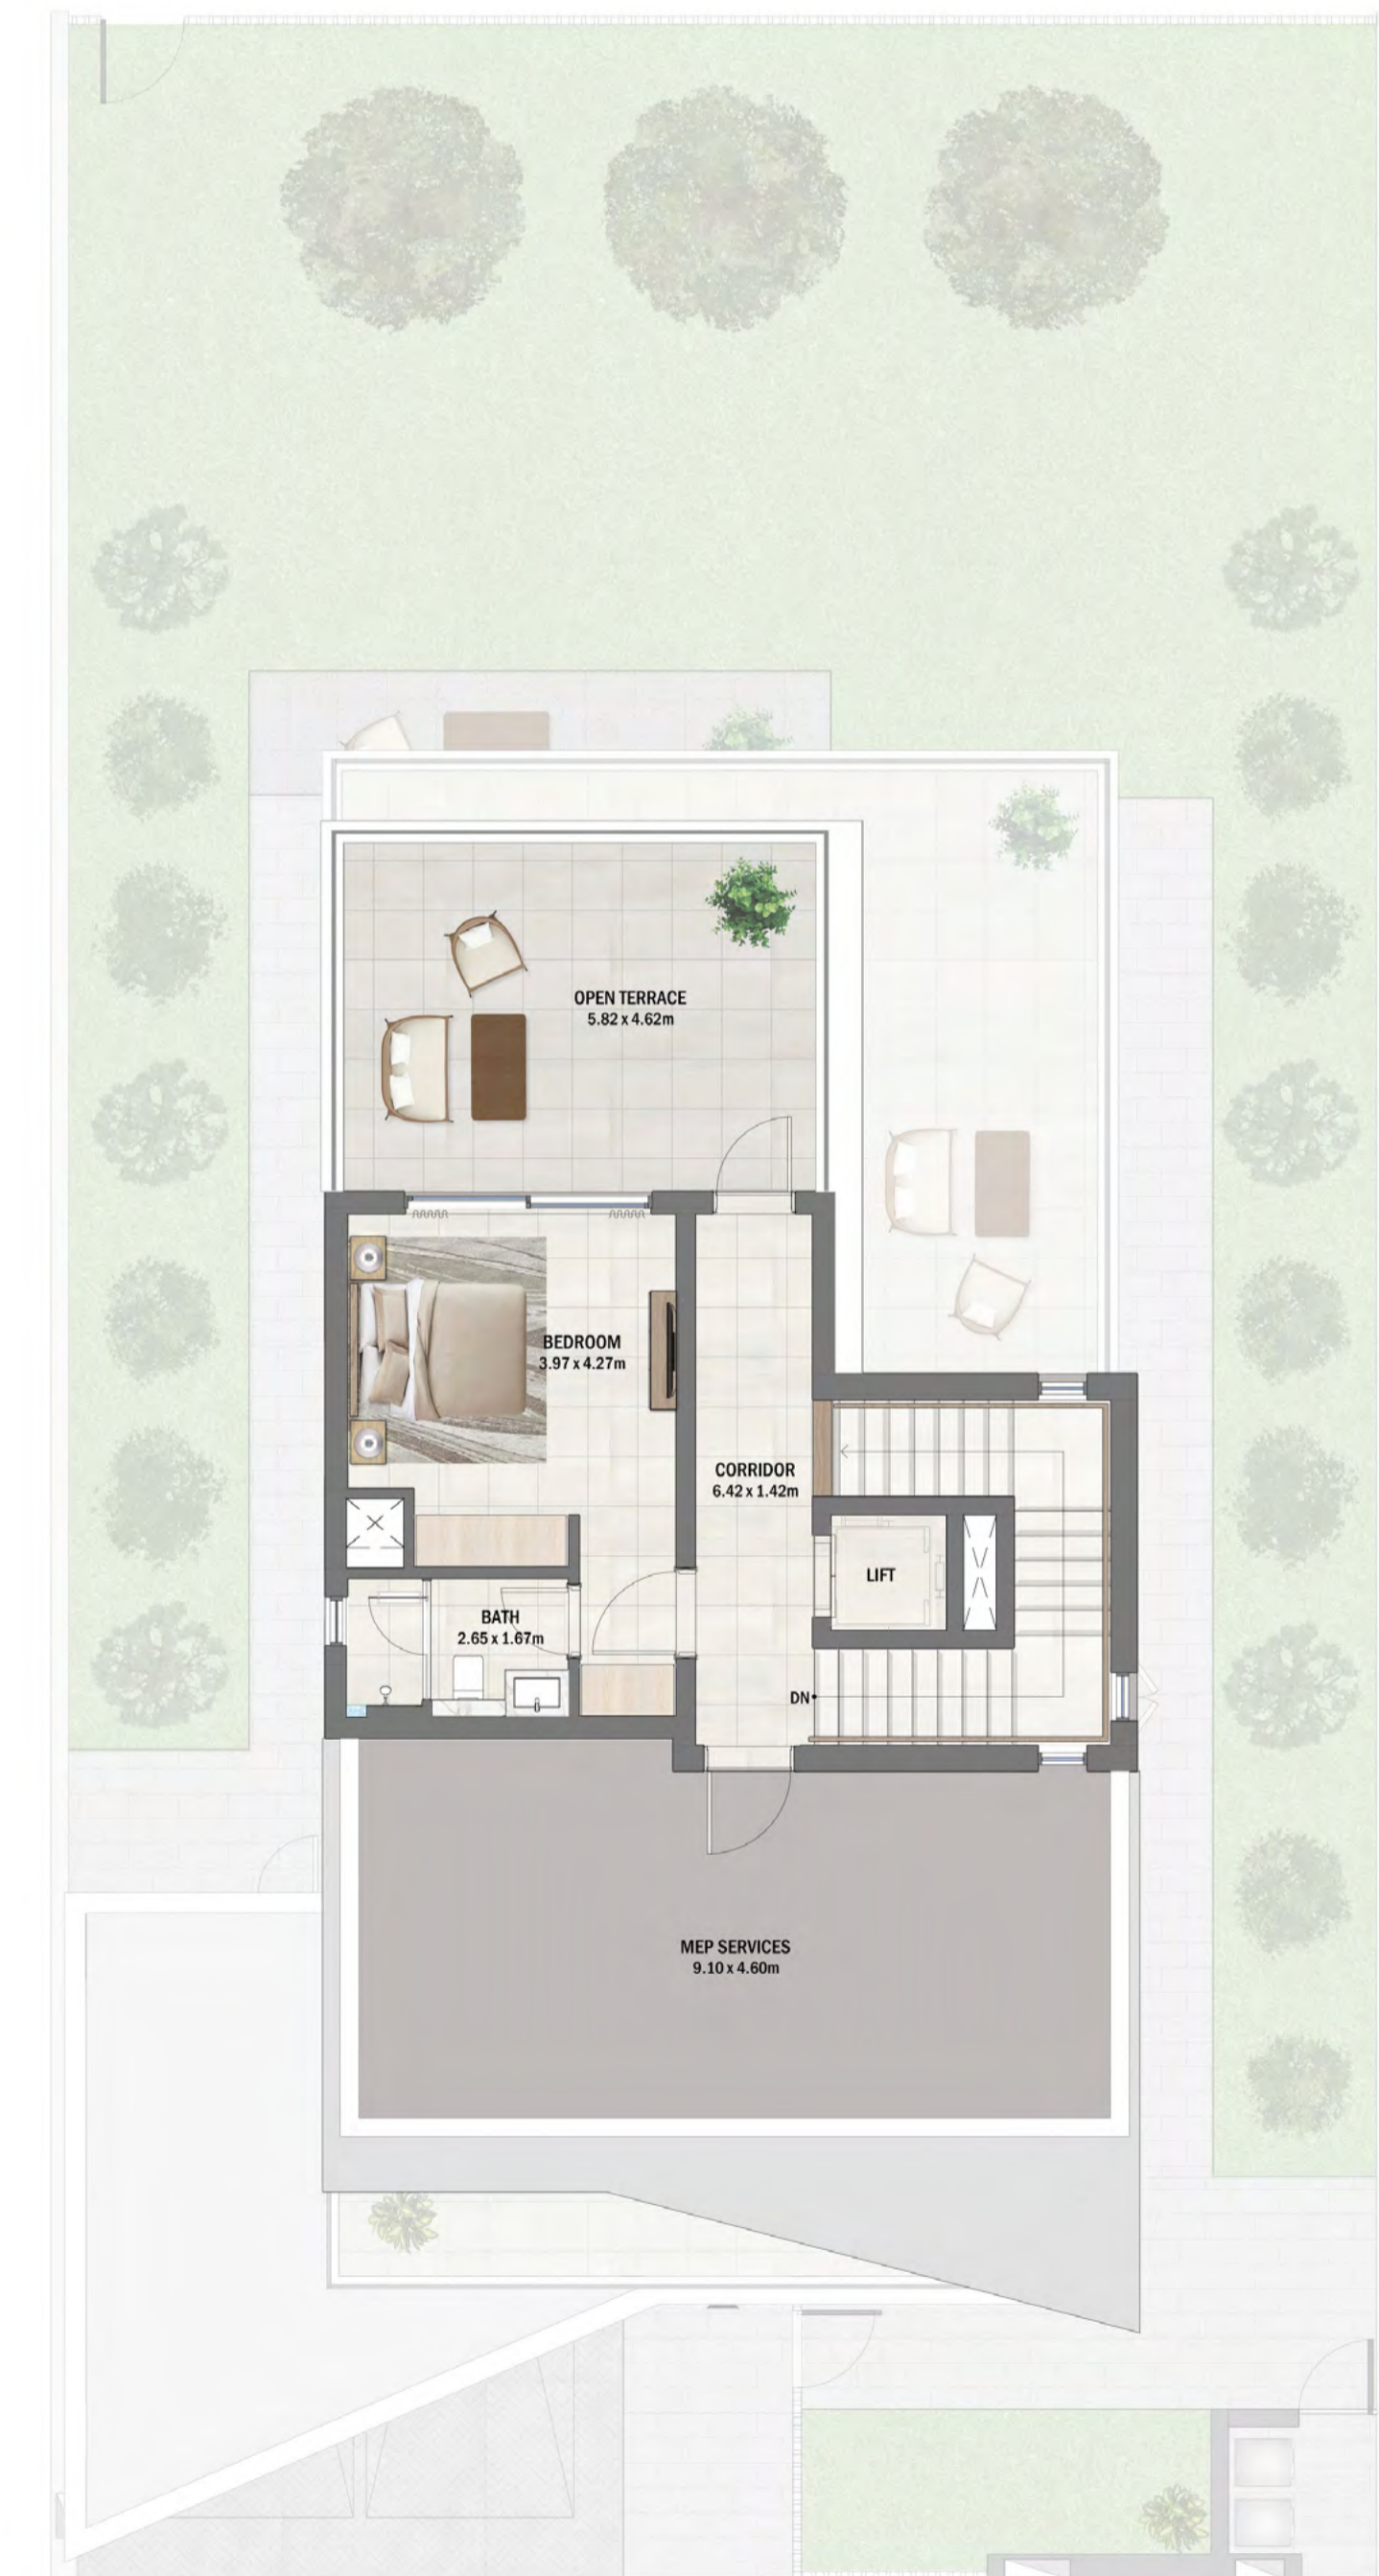 OPEN TERRACE
5.82 x 4.62m
BEDROOM
3.97 x 4.27m
CORRIDOR
6.42 x 1.42m
LIFT
BATH
2.65 x 1.67m
DN
MEP SERVICES
9.10 x 4.60m